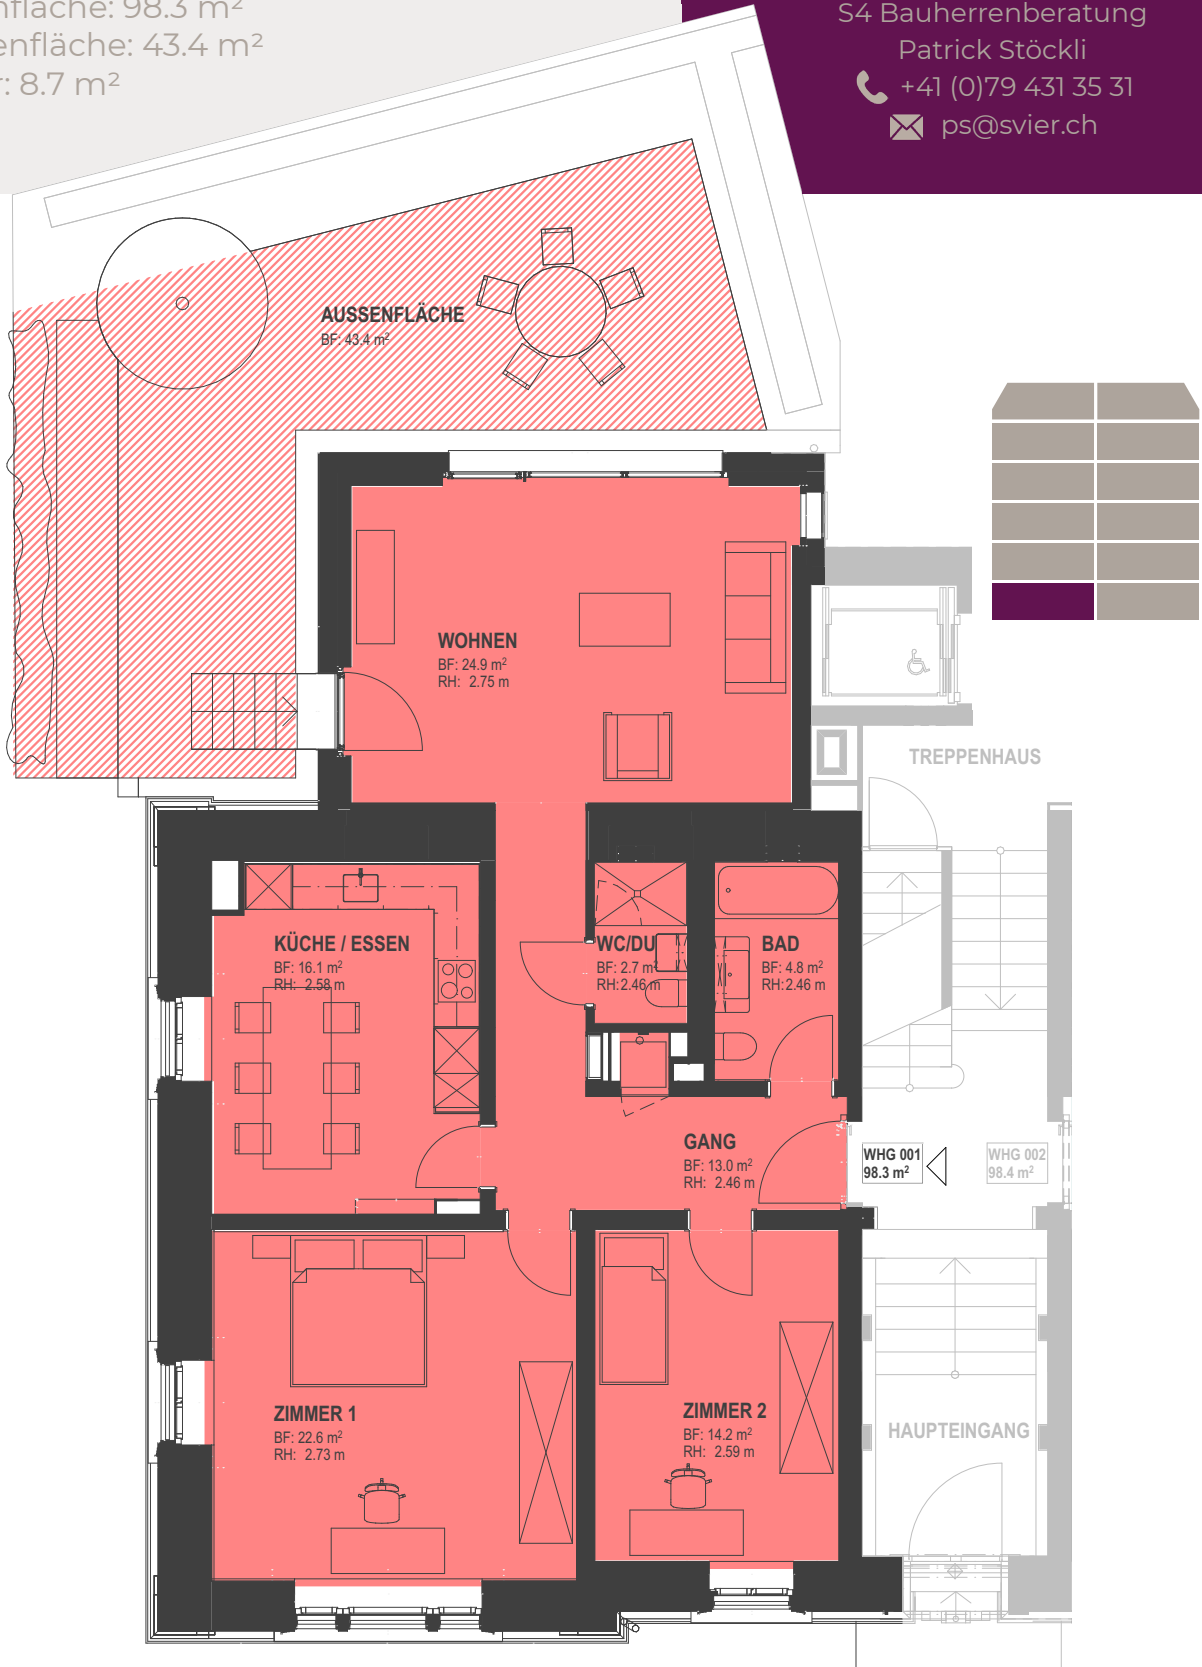 98.3 m²
43.4 m²
8.7 m²
S4 Bauherrenberatung
Patrick Stöckli
+41 (0)79 431 35 31
ps@svier.ch
AUSSENFLÄCHE
BF: 43.4 m²
WOHNEN
BF: 24.9 m²
RH: 2.75 m
TREPPENHAUS
KÜCHE / ESSEN
BF: 16.1 m²
RH: 2.58 m
WC/DU
BF: 2.7 m²
RH: 2.46 m
BAD
BF: 4.8 m²
RH: 2.46 m
GANG
BF: 13.0 m²
RH: 2.46 m
WHG 001
98.3 m²
WHG 002
98.4 m²
ZIMMER 1
BF: 22.6 m²
RH: 2.73 m
ZIMMER 2
BF: 14.2 m²
RH: 2.59 m
HAUPTEINGANG